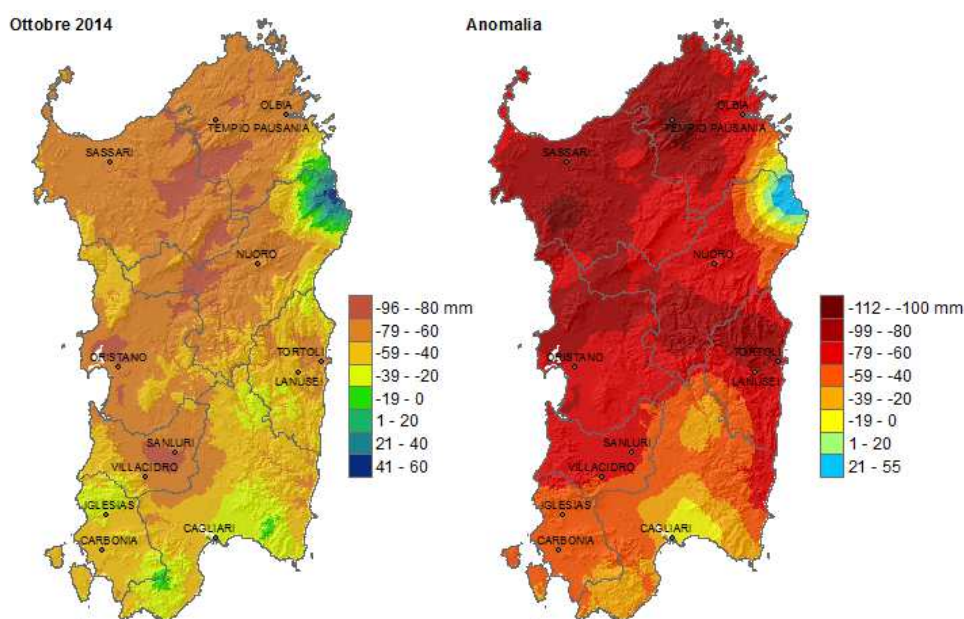 Ottobre 2014
OLBIA
TEMPIO PAUSANIA
SASSARI
NUORO
ORISTANO
TORTOLI
LANUSEI
SANLURI
VILLACIDRO
IGLESIAS
CAGLIARI
CARBONIA
-96 - -80 mm
-79 - -60
-59 - -40
-39 - -20
-19 - 0
1 - 20
21 - 40
41 - 60
Anomalia
OLBIA
TEMPIO PAUSANIA
SASSARI
NUORO
ORISTANO
TORTOLI
LANUSEI
SANLURI
VILLACIDRO
IGLESIAS
CAGLIARI
CARBONIA
-112 - -100 mm
-99 - -80
-79 - -60
-59 - -40
-39 - -20
-19 - 0
1 - 20
21 - 55